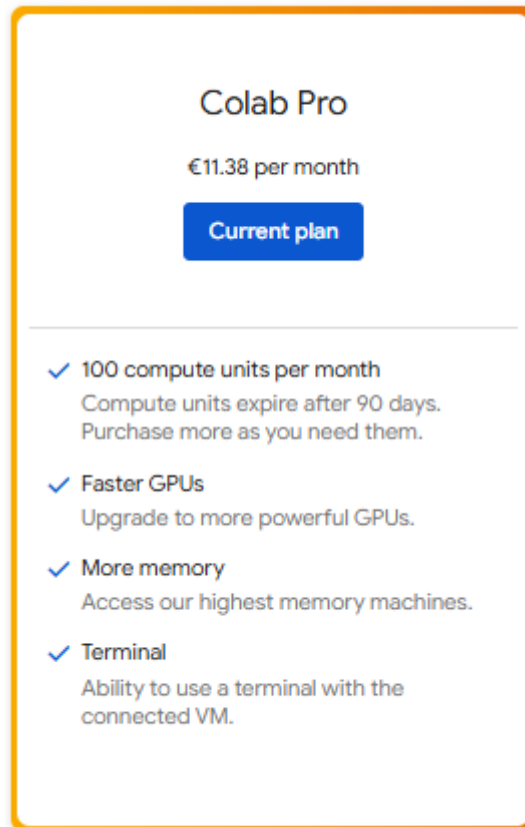 Colab Pro
€11.38 per month
Current plan
100 compute units per month
Compute units expire after 90 days.
Purchase more as you need them.
Faster GPUs
Upgrade to more powerful GPUs.
More memory
Access our highest memory machines.
Terminal
Ability to use a terminal with the
connected VM.